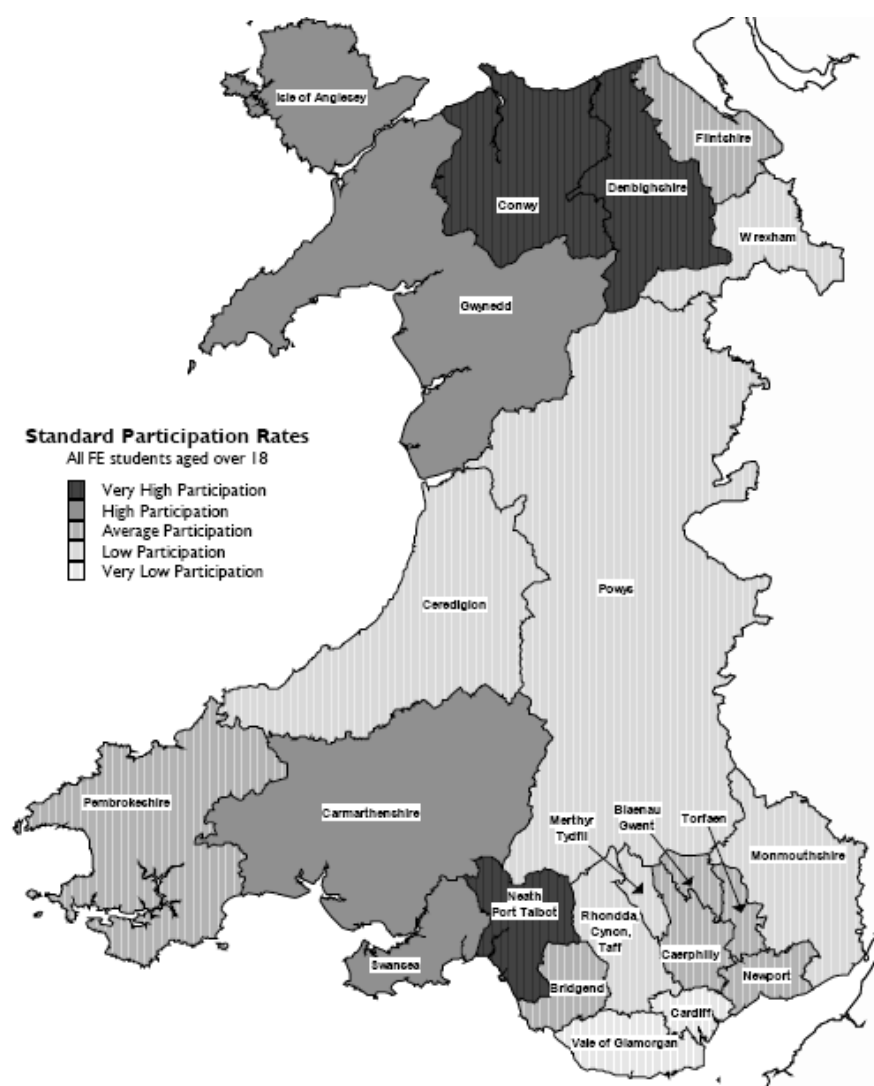 Isle of Anglesey
Flintshire
Conwy
Denbighshire
Wrexham
Gwynedd
Standard Participation Rates
All FE students aged over 18
Very High Participation
High Participation
Average Participation
Low Participation
Very Low Participation
Ceredigion
Powys
Pembrokeshire
Carmarthenshire
Merthyr
Tydfil
Blaenau
Gwent
Torfaen
Monmouthshire
Neath
Port Talbot
Rhondda,
Cynon,
Taff
Caerphilly
Swansea
Bridgend
Newport
Cardiff
Vale of Glamorgan